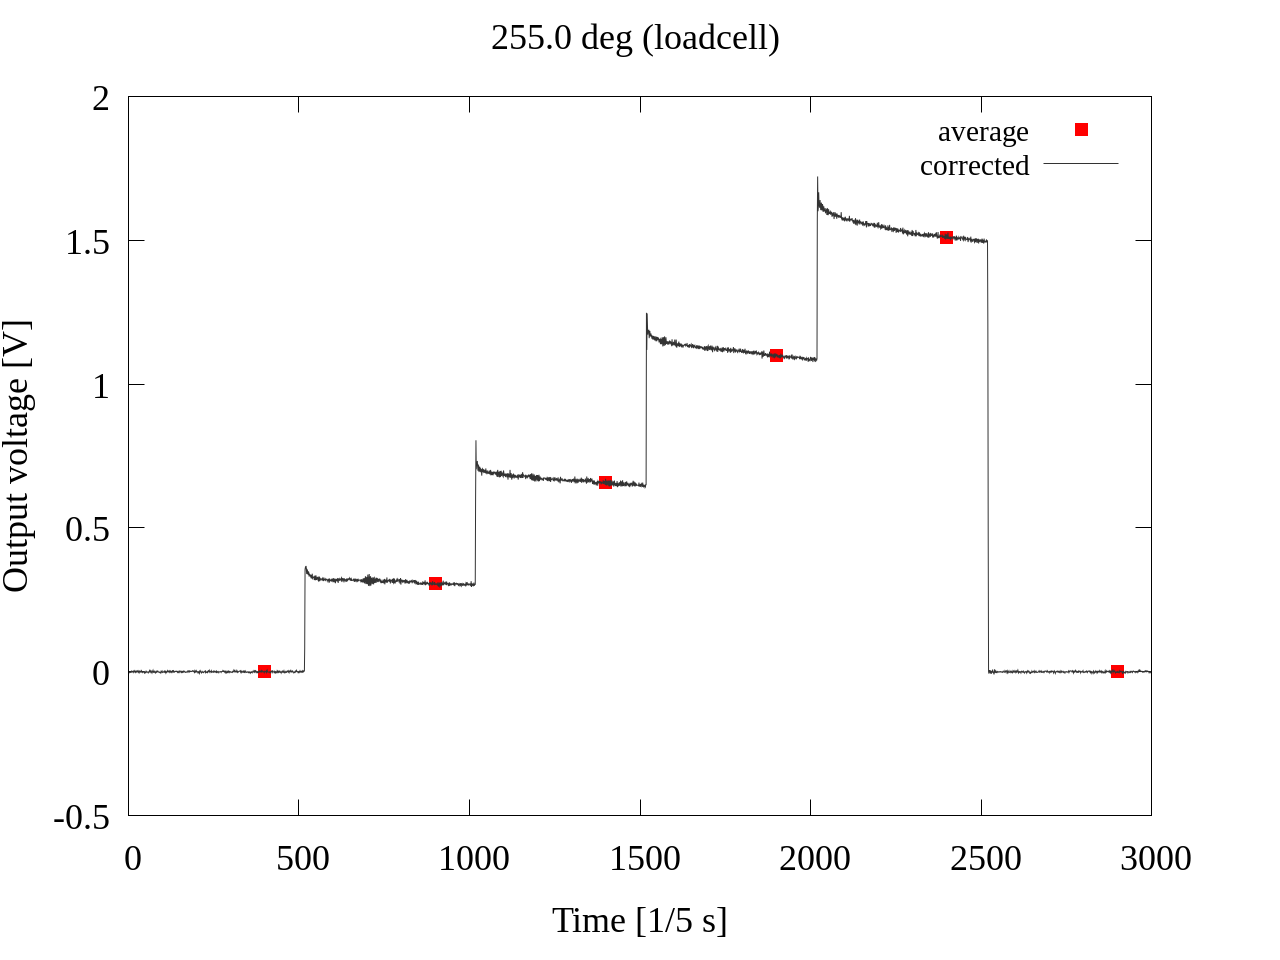 255.0 deg (loadcell)
average
corrected
2
1.5
1
0.5
0
-0.5
Output voltage [V]
0 500 1000 1500 2000 2500 3000
Time [1/5 s]